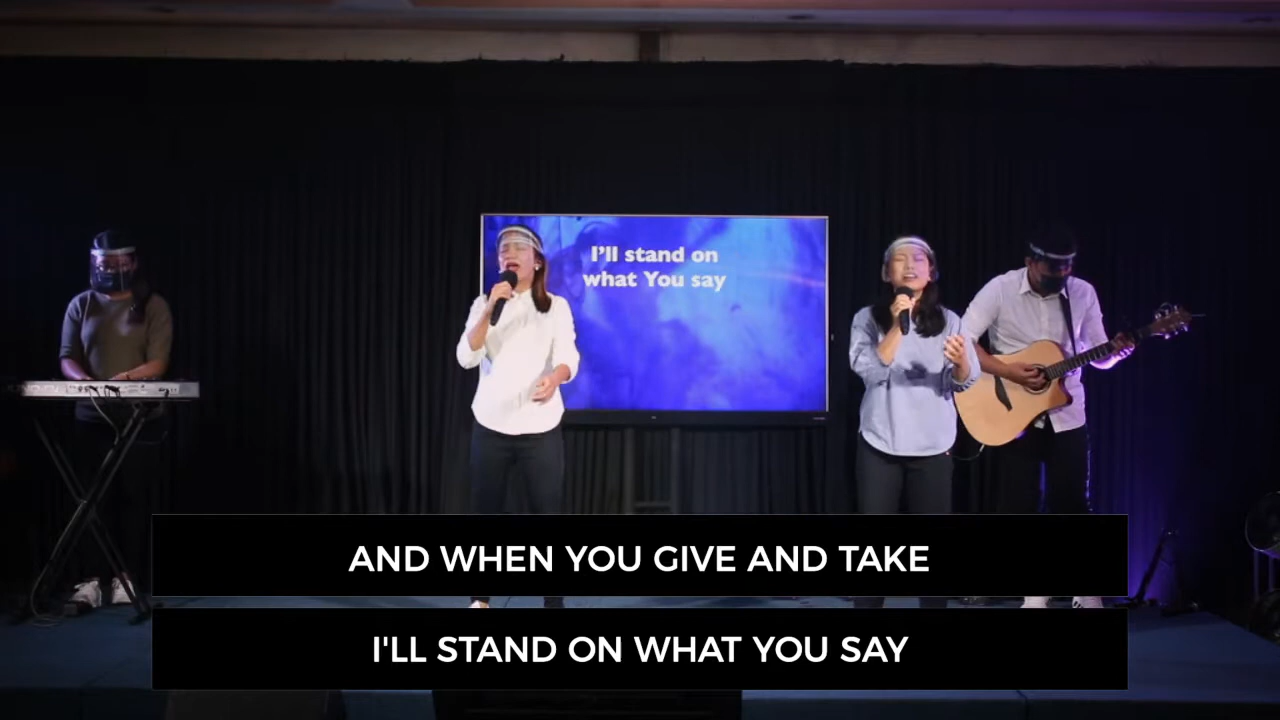 I'll stand on
what You say
AND WHEN YOU GIVE AND TAKE
I'LL STAND ON WHAT YOU SAY